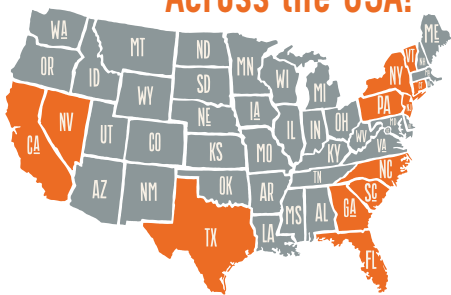 Across the USA!
WA
MT
ND
MN
ME
OR
ID
SD
WI
MI
VT
NY
WY
NE
IA
PA
NV
UT
CO
IL
IN
OH
CA
KS
MO
KY
WV
VA
AZ
NM
OK
AR
TN
NC
SC
TX
LA
MS
AL
GA
FL